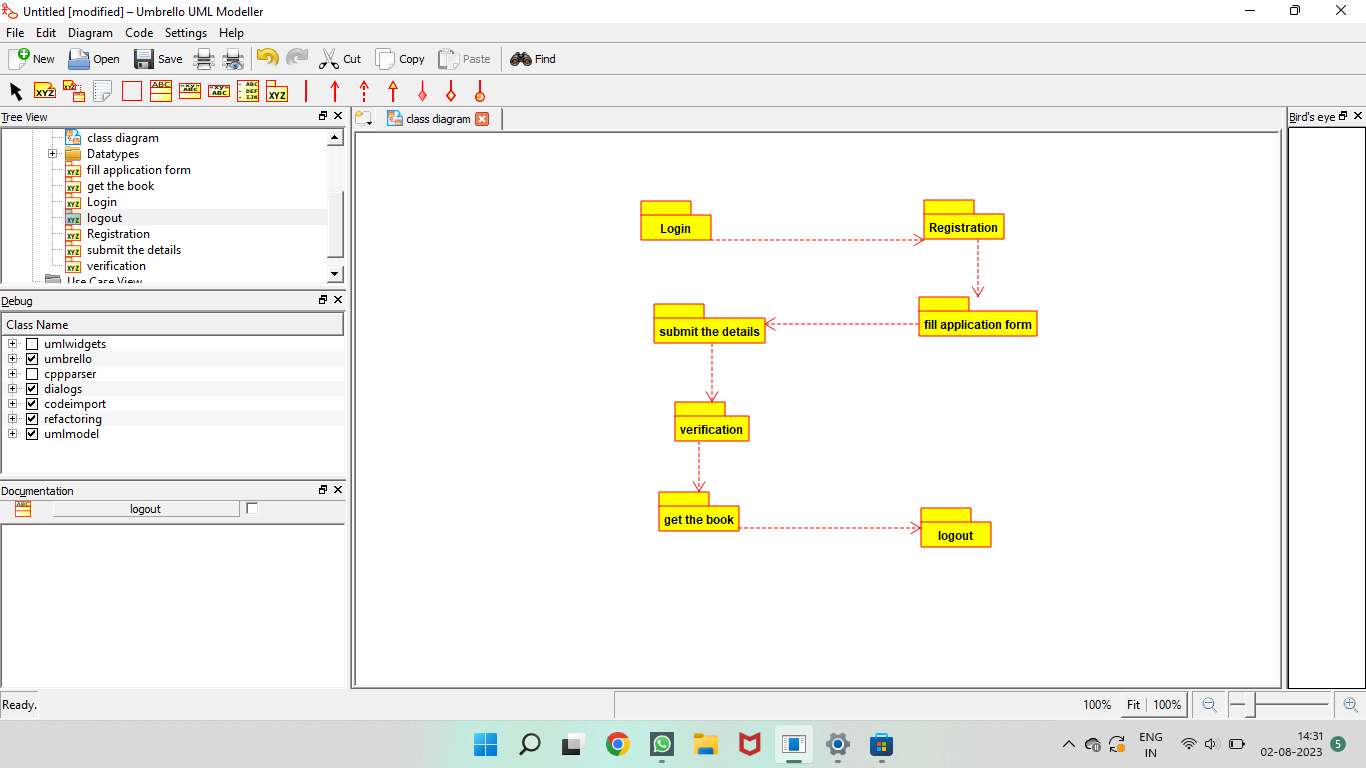 Untitled [modified] – Umbrello UML Modeller
File Edit Diagram Code Settings Help
New Open Save Cut Copy Paste Find
Tree View
class diagram
Datatypes
fill application form
get the book
Login
logout
Registration
submit the details
verification
Use Case View
Debug
Class Name
umlwidgets
umbrello
cppparser
dialogs
codeimport
refactoring
umlmodel
Documentation
logout
class diagram
Bird's eye
Login
Registration
submit the details
fill application form
verification
get the book
logout
Ready.
100% Fit 100%
ENG
IN
14:31
02-08-2023
5